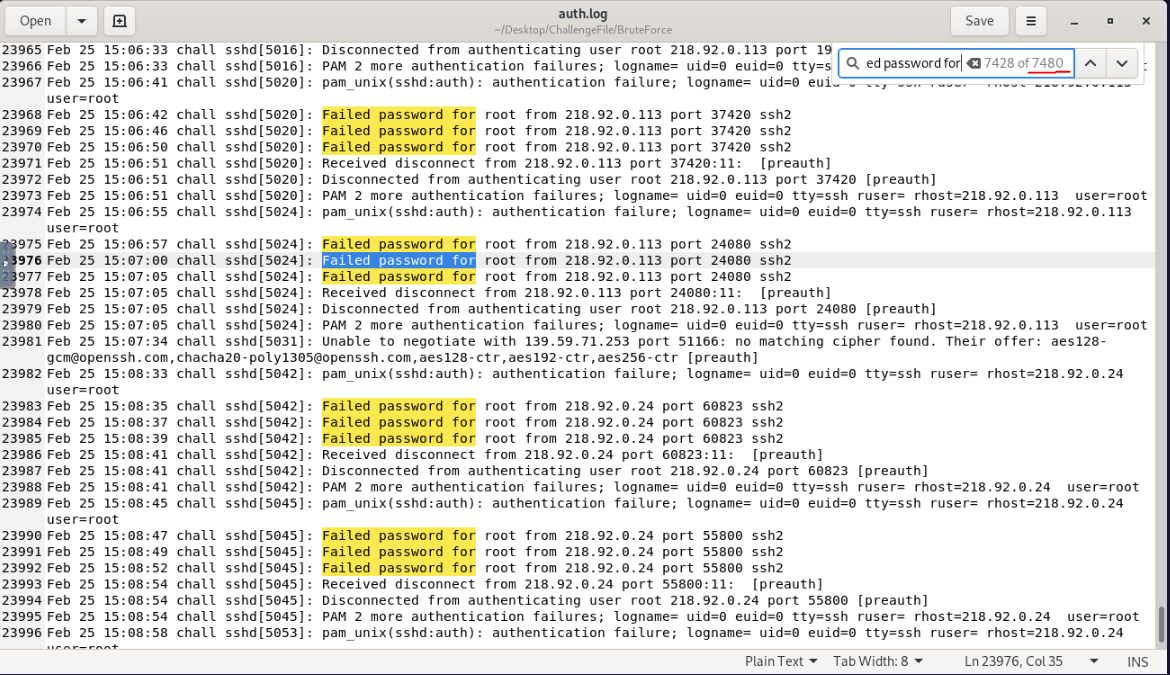 Open
auth.log
~/Desktop/ChallengeFile/BruteForce
Save
ed password for 7428 of 7480
23965 Feb 25 15:06:33 chall sshd[5016]: Disconnected from authenticating user root 218.92.0.113 port 19
23966 Feb 25 15:06:33 chall sshd[5016]: PAM 2 more authentication failures; logname= uid=0 euid=0 tty=s
23967 Feb 25 15:06:41 chall sshd[5020]: pam_unix(sshd:auth): authentication failure; logname= uid=0 euid=0 tty=ssh ruser= rhost=218.92.0.113
user=root
23968 Feb 25 15:06:42 chall sshd[5020]: Failed password for root from 218.92.0.113 port 37420 ssh2
23969 Feb 25 15:06:46 chall sshd[5020]: Failed password for root from 218.92.0.113 port 37420 ssh2
23970 Feb 25 15:06:50 chall sshd[5020]: Failed password for root from 218.92.0.113 port 37420 ssh2
23971 Feb 25 15:06:51 chall sshd[5020]: Received disconnect from 218.92.0.113 port 37420:11:  [preauth]
23972 Feb 25 15:06:51 chall sshd[5020]: Disconnected from authenticating user root 218.92.0.113 port 37420 [preauth]
23973 Feb 25 15:06:51 chall sshd[5020]: PAM 2 more authentication failures; logname= uid=0 euid=0 tty=ssh ruser= rhost=218.92.0.113  user=root
23974 Feb 25 15:06:55 chall sshd[5024]: pam_unix(sshd:auth): authentication failure; logname= uid=0 euid=0 tty=ssh ruser= rhost=218.92.0.113
user=root
23975 Feb 25 15:06:57 chall sshd[5024]: Failed password for root from 218.92.0.113 port 24080 ssh2
23976 Feb 25 15:07:00 chall sshd[5024]: Failed password for root from 218.92.0.113 port 24080 ssh2
23977 Feb 25 15:07:05 chall sshd[5024]: Failed password for root from 218.92.0.113 port 24080 ssh2
23978 Feb 25 15:07:05 chall sshd[5024]: Received disconnect from 218.92.0.113 port 24080:11:  [preauth]
23979 Feb 25 15:07:05 chall sshd[5024]: Disconnected from authenticating user root 218.92.0.113 port 24080 [preauth]
23980 Feb 25 15:07:05 chall sshd[5024]: PAM 2 more authentication failures; logname= uid=0 euid=0 tty=ssh ruser= rhost=218.92.0.113  user=root
23981 Feb 25 15:07:34 chall sshd[5031]: Unable to negotiate with 139.59.71.253 port 51166: no matching cipher found. Their offer: aes128-
gcm@openssh.com,chacha20-poly1305@openssh.com,aes128-ctr,aes192-ctr,aes256-ctr [preauth]
23982 Feb 25 15:08:33 chall sshd[5042]: pam_unix(sshd:auth): authentication failure; logname= uid=0 euid=0 tty=ssh ruser= rhost=218.92.0.24
user=root
23983 Feb 25 15:08:35 chall sshd[5042]: Failed password for root from 218.92.0.24 port 60823 ssh2
23984 Feb 25 15:08:37 chall sshd[5042]: Failed password for root from 218.92.0.24 port 60823 ssh2
23985 Feb 25 15:08:39 chall sshd[5042]: Failed password for root from 218.92.0.24 port 60823 ssh2
23986 Feb 25 15:08:41 chall sshd[5042]: Received disconnect from 218.92.0.24 port 60823:11:  [preauth]
23987 Feb 25 15:08:41 chall sshd[5042]: Disconnected from authenticating user root 218.92.0.24 port 60823 [preauth]
23988 Feb 25 15:08:41 chall sshd[5042]: PAM 2 more authentication failures; logname= uid=0 euid=0 tty=ssh ruser= rhost=218.92.0.24  user=root
23989 Feb 25 15:08:45 chall sshd[5045]: pam_unix(sshd:auth): authentication failure; logname= uid=0 euid=0 tty=ssh ruser= rhost=218.92.0.24
user=root
23990 Feb 25 15:08:47 chall sshd[5045]: Failed password for root from 218.92.0.24 port 55800 ssh2
23991 Feb 25 15:08:49 chall sshd[5045]: Failed password for root from 218.92.0.24 port 55800 ssh2
23992 Feb 25 15:08:52 chall sshd[5045]: Failed password for root from 218.92.0.24 port 55800 ssh2
23993 Feb 25 15:08:54 chall sshd[5045]: Received disconnect from 218.92.0.24 port 55800:11:  [preauth]
23994 Feb 25 15:08:54 chall sshd[5045]: Disconnected from authenticating user root 218.92.0.24 port 55800 [preauth]
23995 Feb 25 15:08:54 chall sshd[5045]: PAM 2 more authentication failures; logname= uid=0 euid=0 tty=ssh ruser= rhost=218.92.0.24  user=root
23996 Feb 25 15:08:58 chall sshd[5053]: pam_unix(sshd:auth): authentication failure; logname= uid=0 euid=0 tty=ssh ruser= rhost=218.92.0.24
user=root
Plain Text
Tab Width: 8
Ln 23976, Col 35
INS